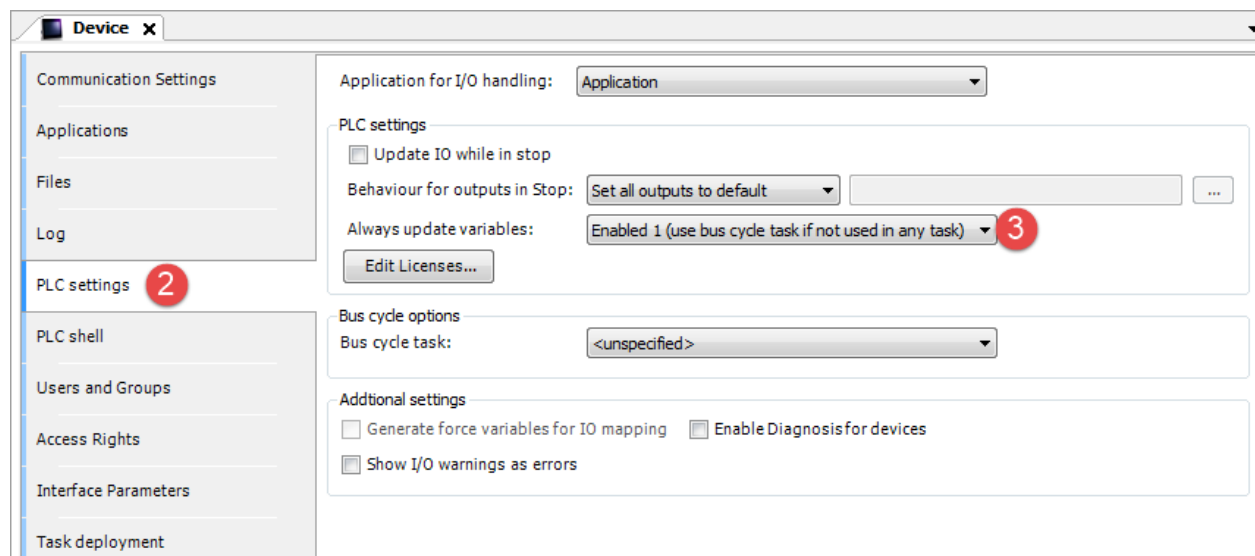 Device
Communication Settings
Applications
Files
Log
PLC settings 2
PLC shell
Users and Groups
Access Rights
Interface Parameters
Task deployment
Application for I/O handling: Application
PLC settings
Update IO while in stop
Behaviour for outputs in Stop: Set all outputs to default ...
Always update variables: Enabled 1 (use bus cycle task if not used in any task) 3
Edit Licenses...
Bus cycle options
Bus cycle task: <unspecified>
Addtional settings
Generate force variables for IO mapping Enable Diagnosis for devices
Show I/O warnings as errors